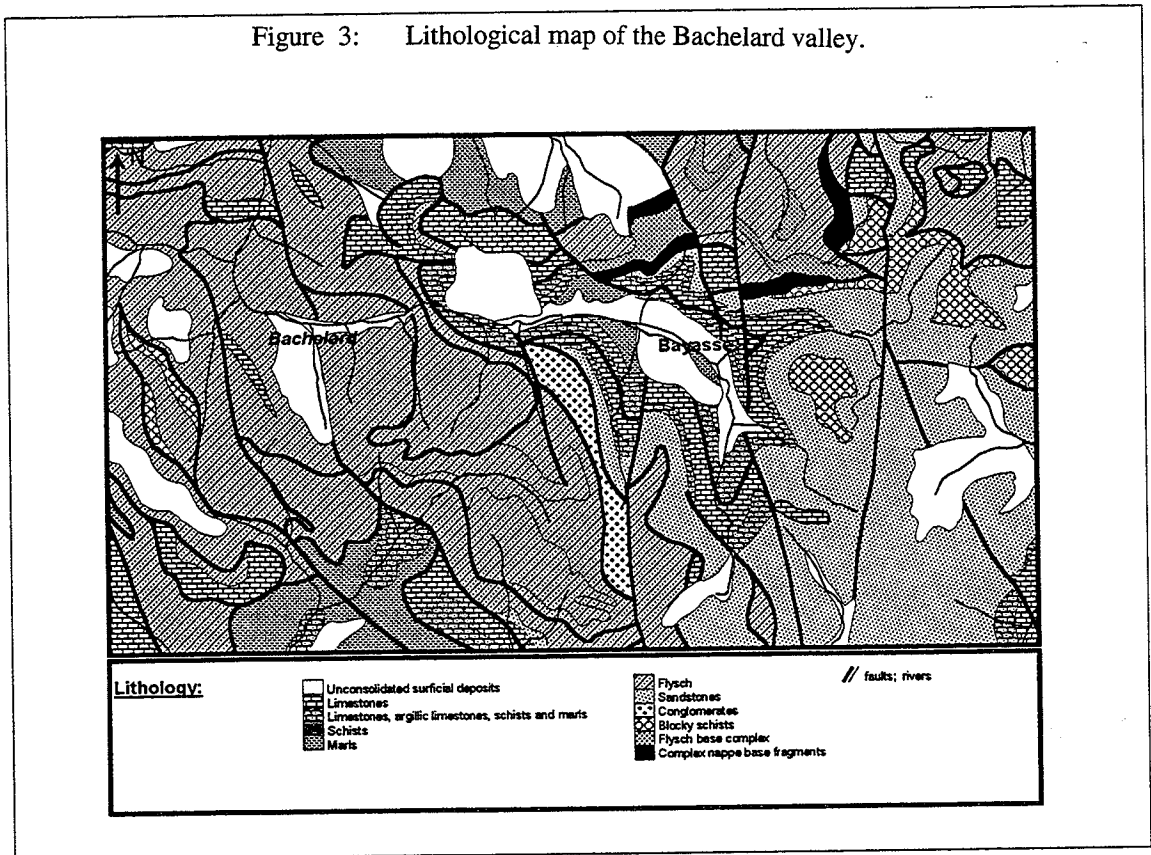 Figure 3: Lithological map of the Bachelard valley.
N
Bachelard
Bayasse
Lithology:
Unconsolidated surficial deposits
Limestones
Limestones, argillic limestones, schists and marls
Schists
Marls
Flysch
Sandstones
Conglomerates
Blocky schists
Flysch base complex
Complex nappe base fragments
faults; rivers